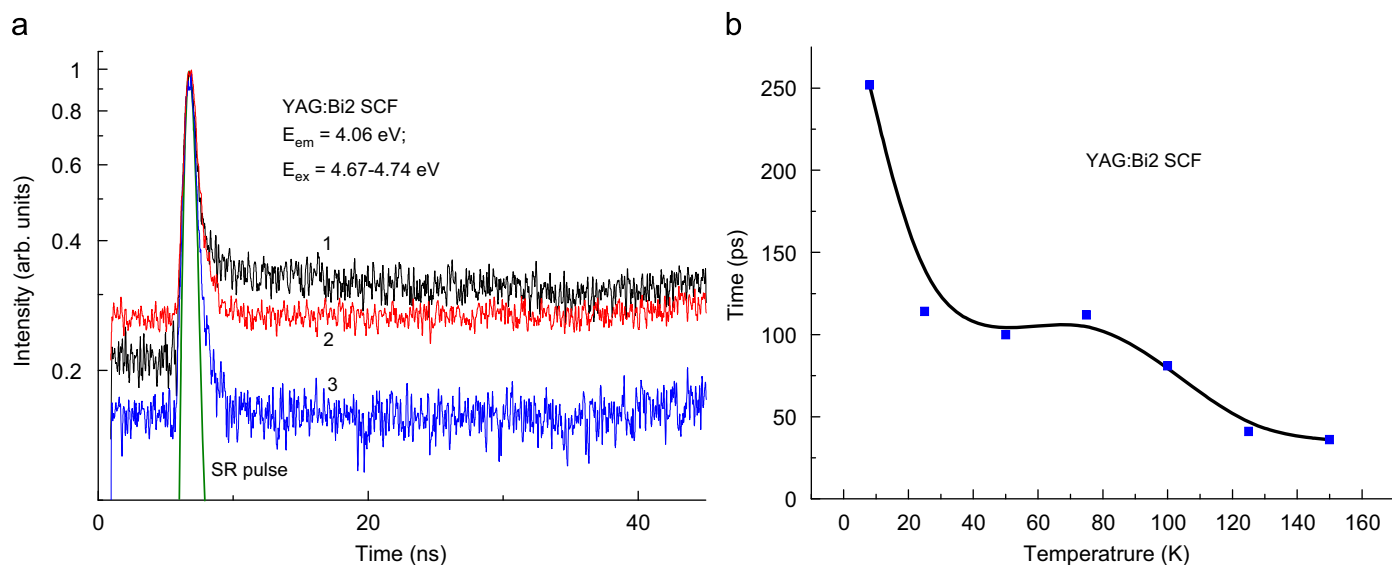 a
1
0.8
0.6
0.4
0.2
Intensity (arb. units)
YAG:Bi2 SCF
E_em = 4.06 eV;
E_ex = 4.67-4.74 eV
1
2
3
SR pulse
0
20
40
Time (ns)
b
250
200
150
100
50
0
Time (ps)
YAG:Bi2 SCF
0 20 40 60 80 100 120 140 160
Temperatrure (K)